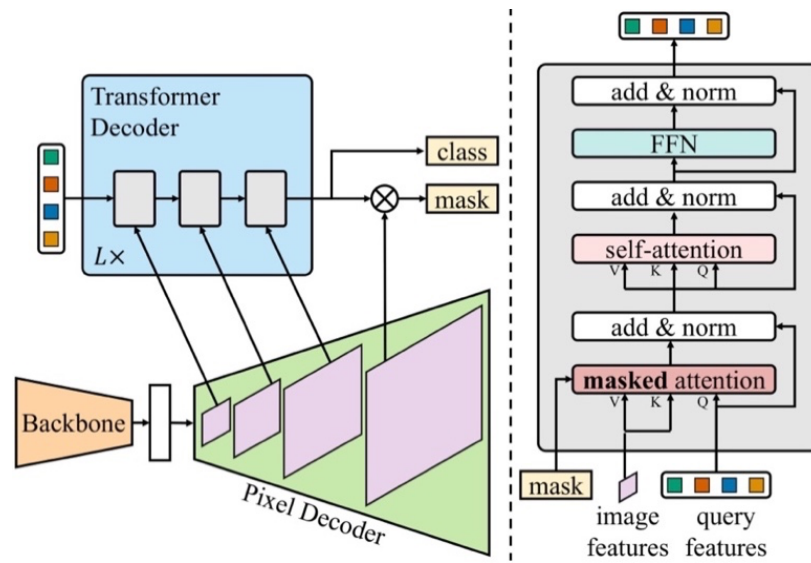 Transformer
Decoder
L×
class
mask
Backbone
Pixel Decoder
add & norm
FFN
add & norm
self-attention
V K Q
add & norm
masked attention
V K Q
mask
image
features
query
features